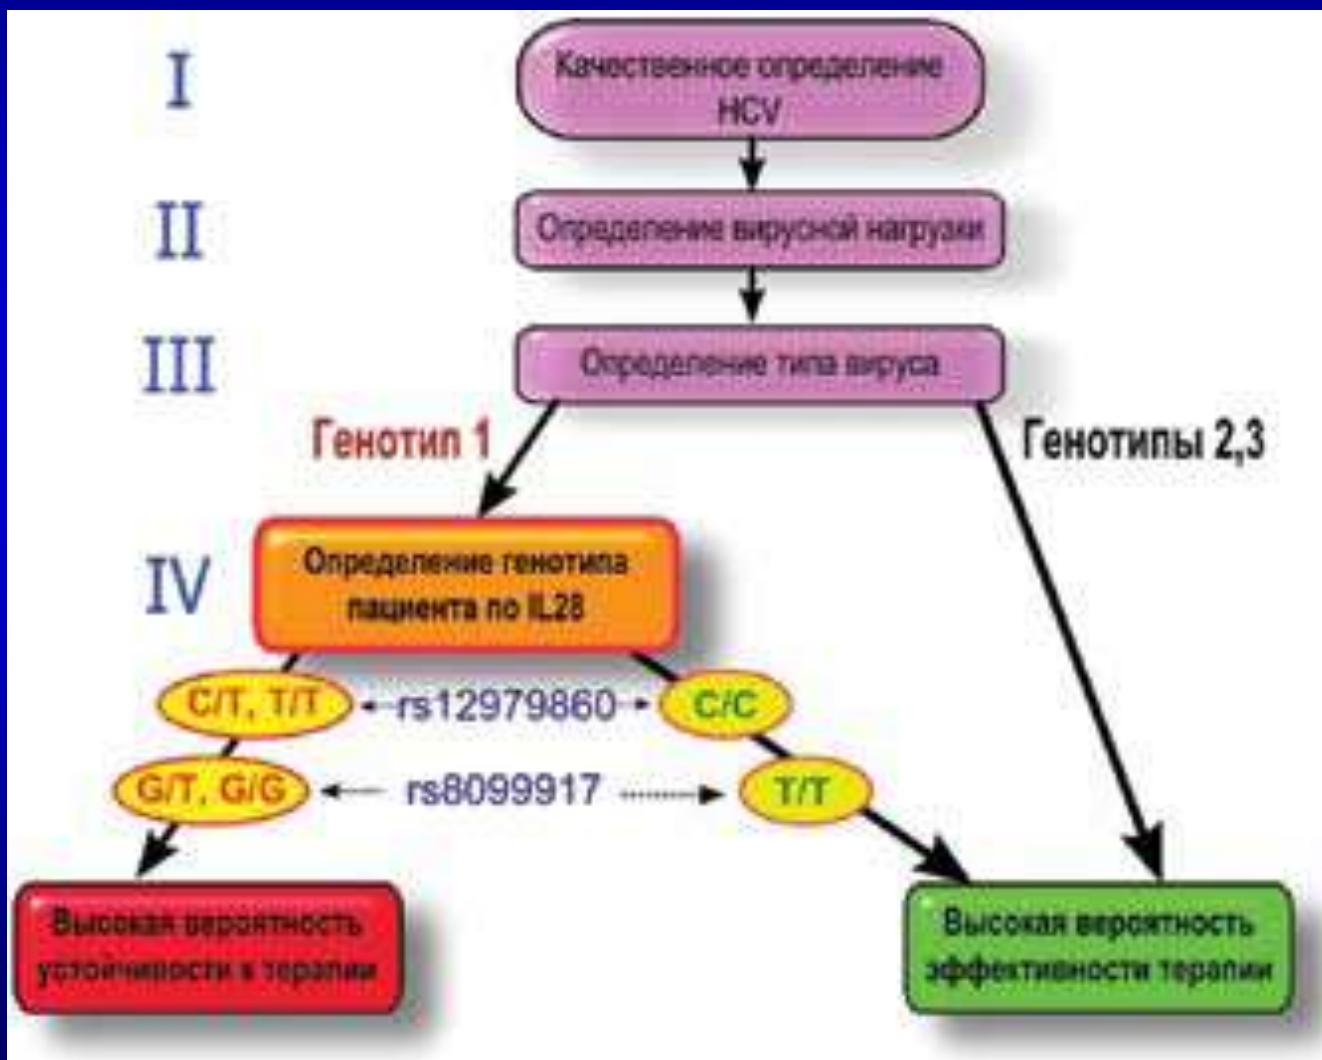 I
Качественное определение
HCV
II
Определение вирусной нагрузки
III
Определение типа вируса
Генотип 1
Генотипы 2,3
IV
Определение генотипа
пациента по IL28
C/T, T/T
rs12979860
C/C
G/T, G/G
rs8099917
T/T
Высокая вероятность
устойчивости к терапии
Высокая вероятность
эффективности терапии